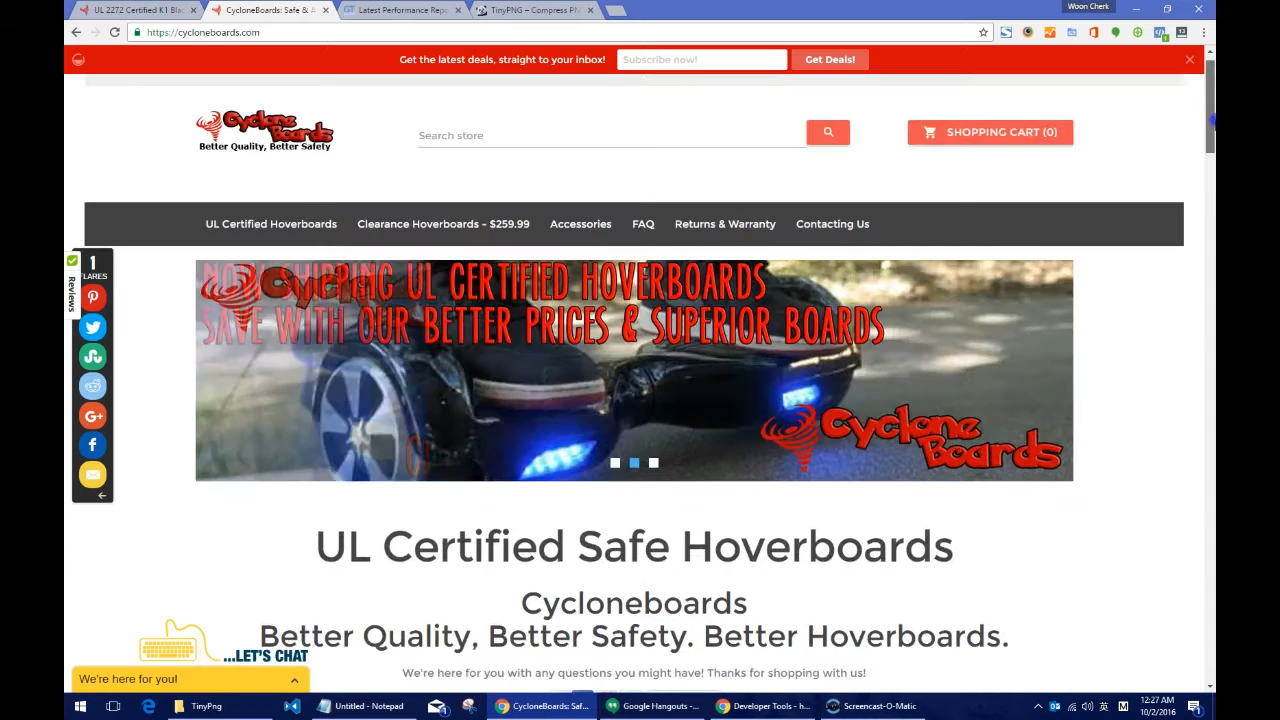 UL 2272 Certified K1 Bla
CycloneBoards: Safe & A
Latest Performance Repo
TinyPNG – Compress PN
Woon Cherk
https://cycloneboards.com
Get the latest deals, straight to your inbox!
Subscribe now!
Get Deals!
Cyclone Boards
Better Quality, Better Safety
Search store
SHOPPING CART (0)
UL Certified Hoverboards
Clearance Hoverboards – $259.99
Accessories
FAQ
Returns & Warranty
Contacting Us
1
LARES
Reviews
SHIPPING UL CERTIFIED HOVERBOARDS
SAVE WITH OUR BETTER PRICES & SUPERIOR BOARDS
Cyclone Boards
UL Certified Safe Hoverboards
Cycloneboards
Better Quality, Better Safety. Better Hoverboards.
We're here for you with any questions you might have! Thanks for shopping with us!
...LET'S CHAT
We're here for you!
TinyPng
Untitled - Notepad
CycloneBoards: Saf...
Google Hangouts - ...
Developer Tools - h...
Screencast-O-Matic
英
M
12:27 AM
10/2/2016